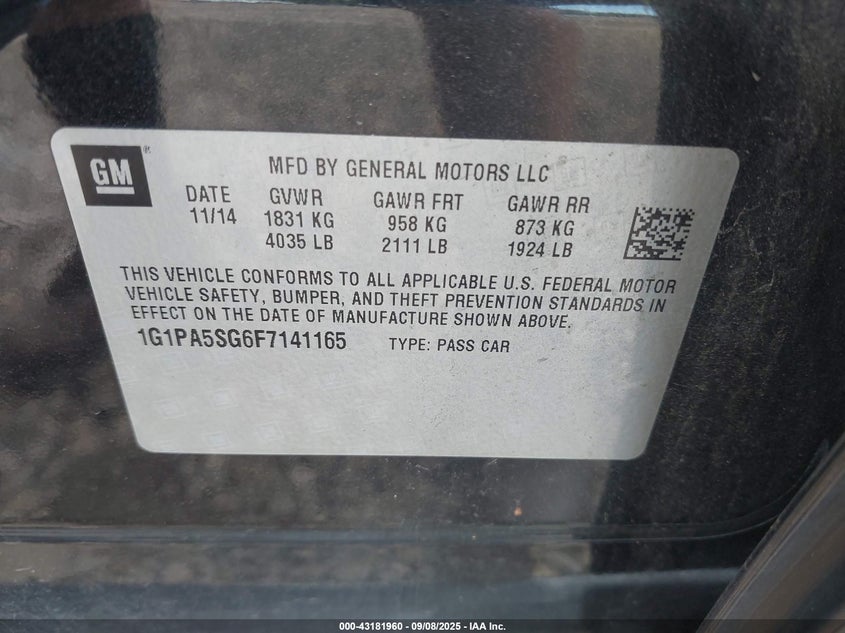 GM
MFD BY GENERAL MOTORS LLC
DATE GVWR GAWR FRT GAWR RR
11/14 1831 KG 958 KG 873 KG
4035 LB 2111 LB 1924 LB
THIS VEHICLE CONFORMS TO ALL APPLICABLE U.S. FEDERAL MOTOR
VEHICLE SAFETY, BUMPER, AND THEFT PREVENTION STANDARDS IN
EFFECT ON THE DATE OF MANUFACTURE SHOWN ABOVE.
1G1PA5SG6F7141165 TYPE: PASS CAR
000-43181960 - 09/08/2025 - IAA Inc.